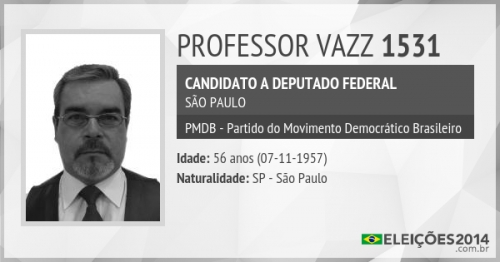 PROFESSOR VAZZ 1531
CANDIDATO A DEPUTADO FEDERAL
SÃO PAULO
PMDB - Partido do Movimento Democrático Brasileiro
Idade: 56 anos (07-11-1957)
Naturalidade: SP - São Paulo
ELEIÇÕES2014
.com.br